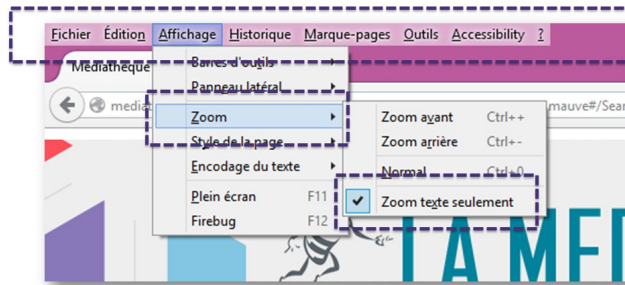 Fichier Édition Affichage Historique Marque-pages Outils Accessibility ?
Médiathèque
Barres d'outils
Panneau latéral
Zoom
Style de la page
Encodage du texte
Plein écran F11
Firebug F12
Zoom avant Ctrl++
Zoom arrière Ctrl+-
Normal Ctrl+0
Zoom texte seulement
mauve#/Sear
LA MED